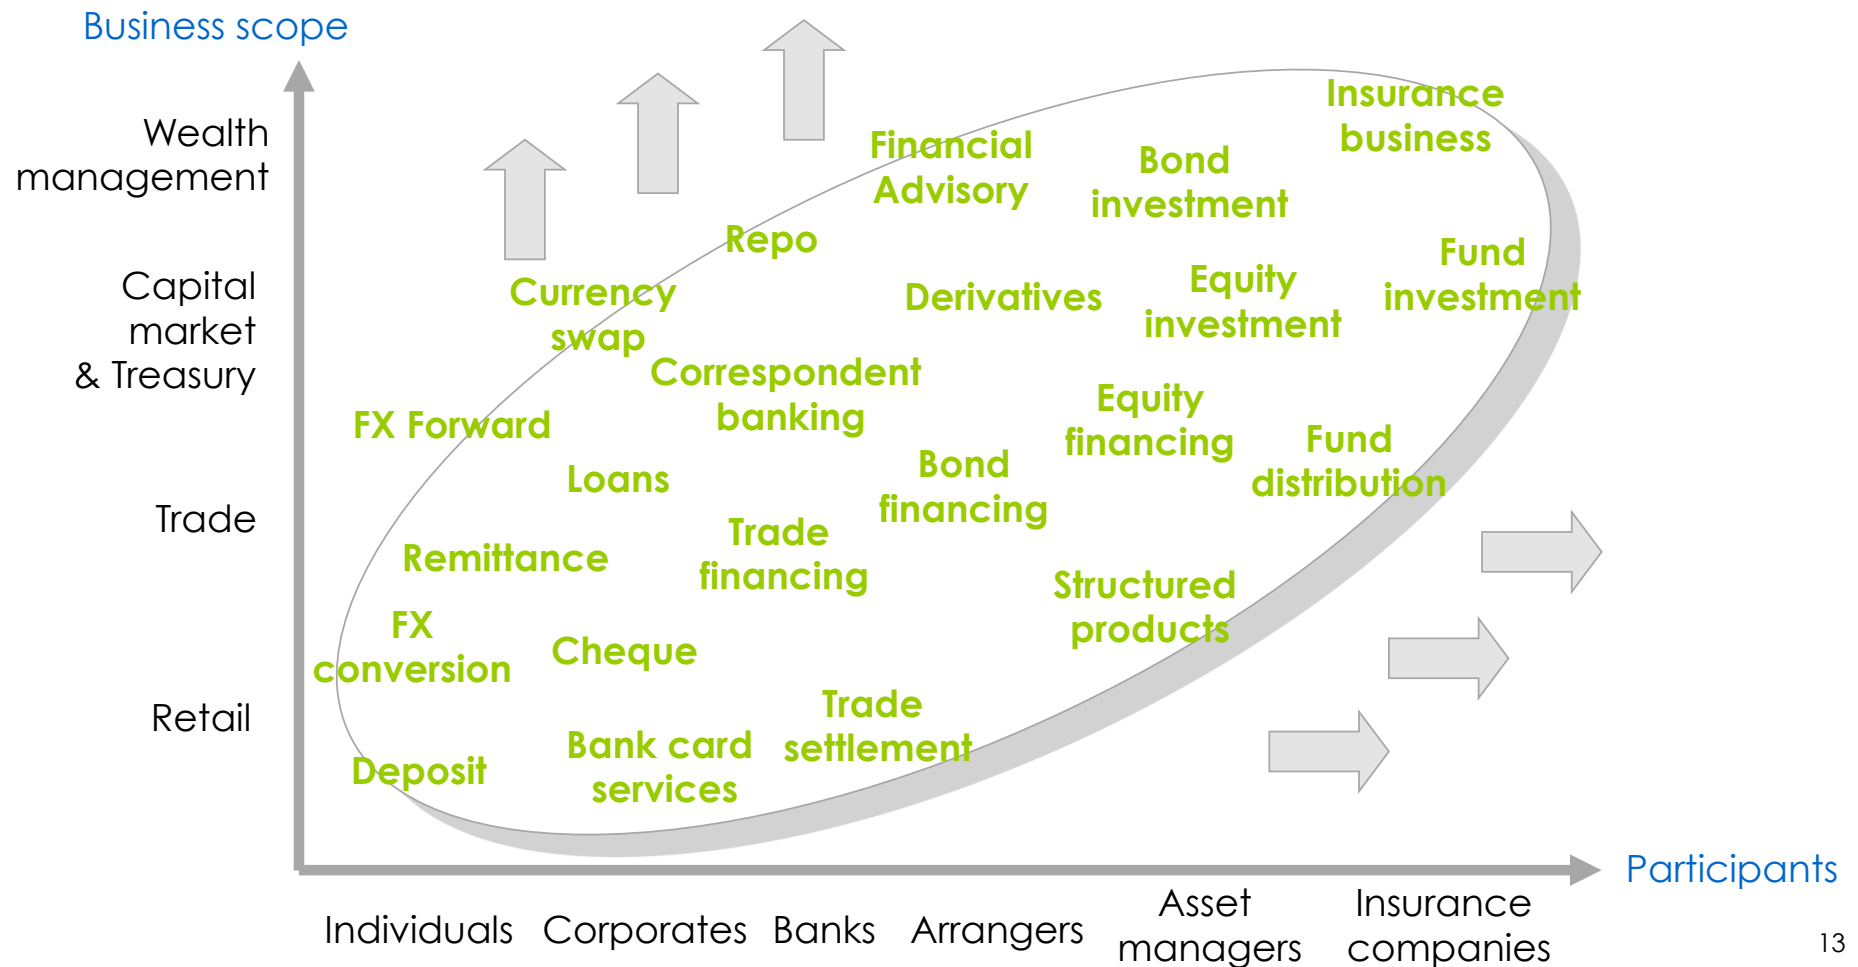 Business scope
Wealth
management
Capital
market
& Treasury
Trade
Retail
Insurance
business
Financial
Advisory
Bond
investment
Repo
Fund
investment
Currency
swap
Derivatives
Equity
investment
Correspondent
banking
FX Forward
Equity
financing
Fund
distribution
Loans
Bond
financing
Remittance
Trade
financing
Structured
products
FX
conversion
Cheque
Trade
settlement
Deposit
Bank card
services
Participants
Individuals
Corporates
Banks
Arrangers
Asset
managers
Insurance
companies
13